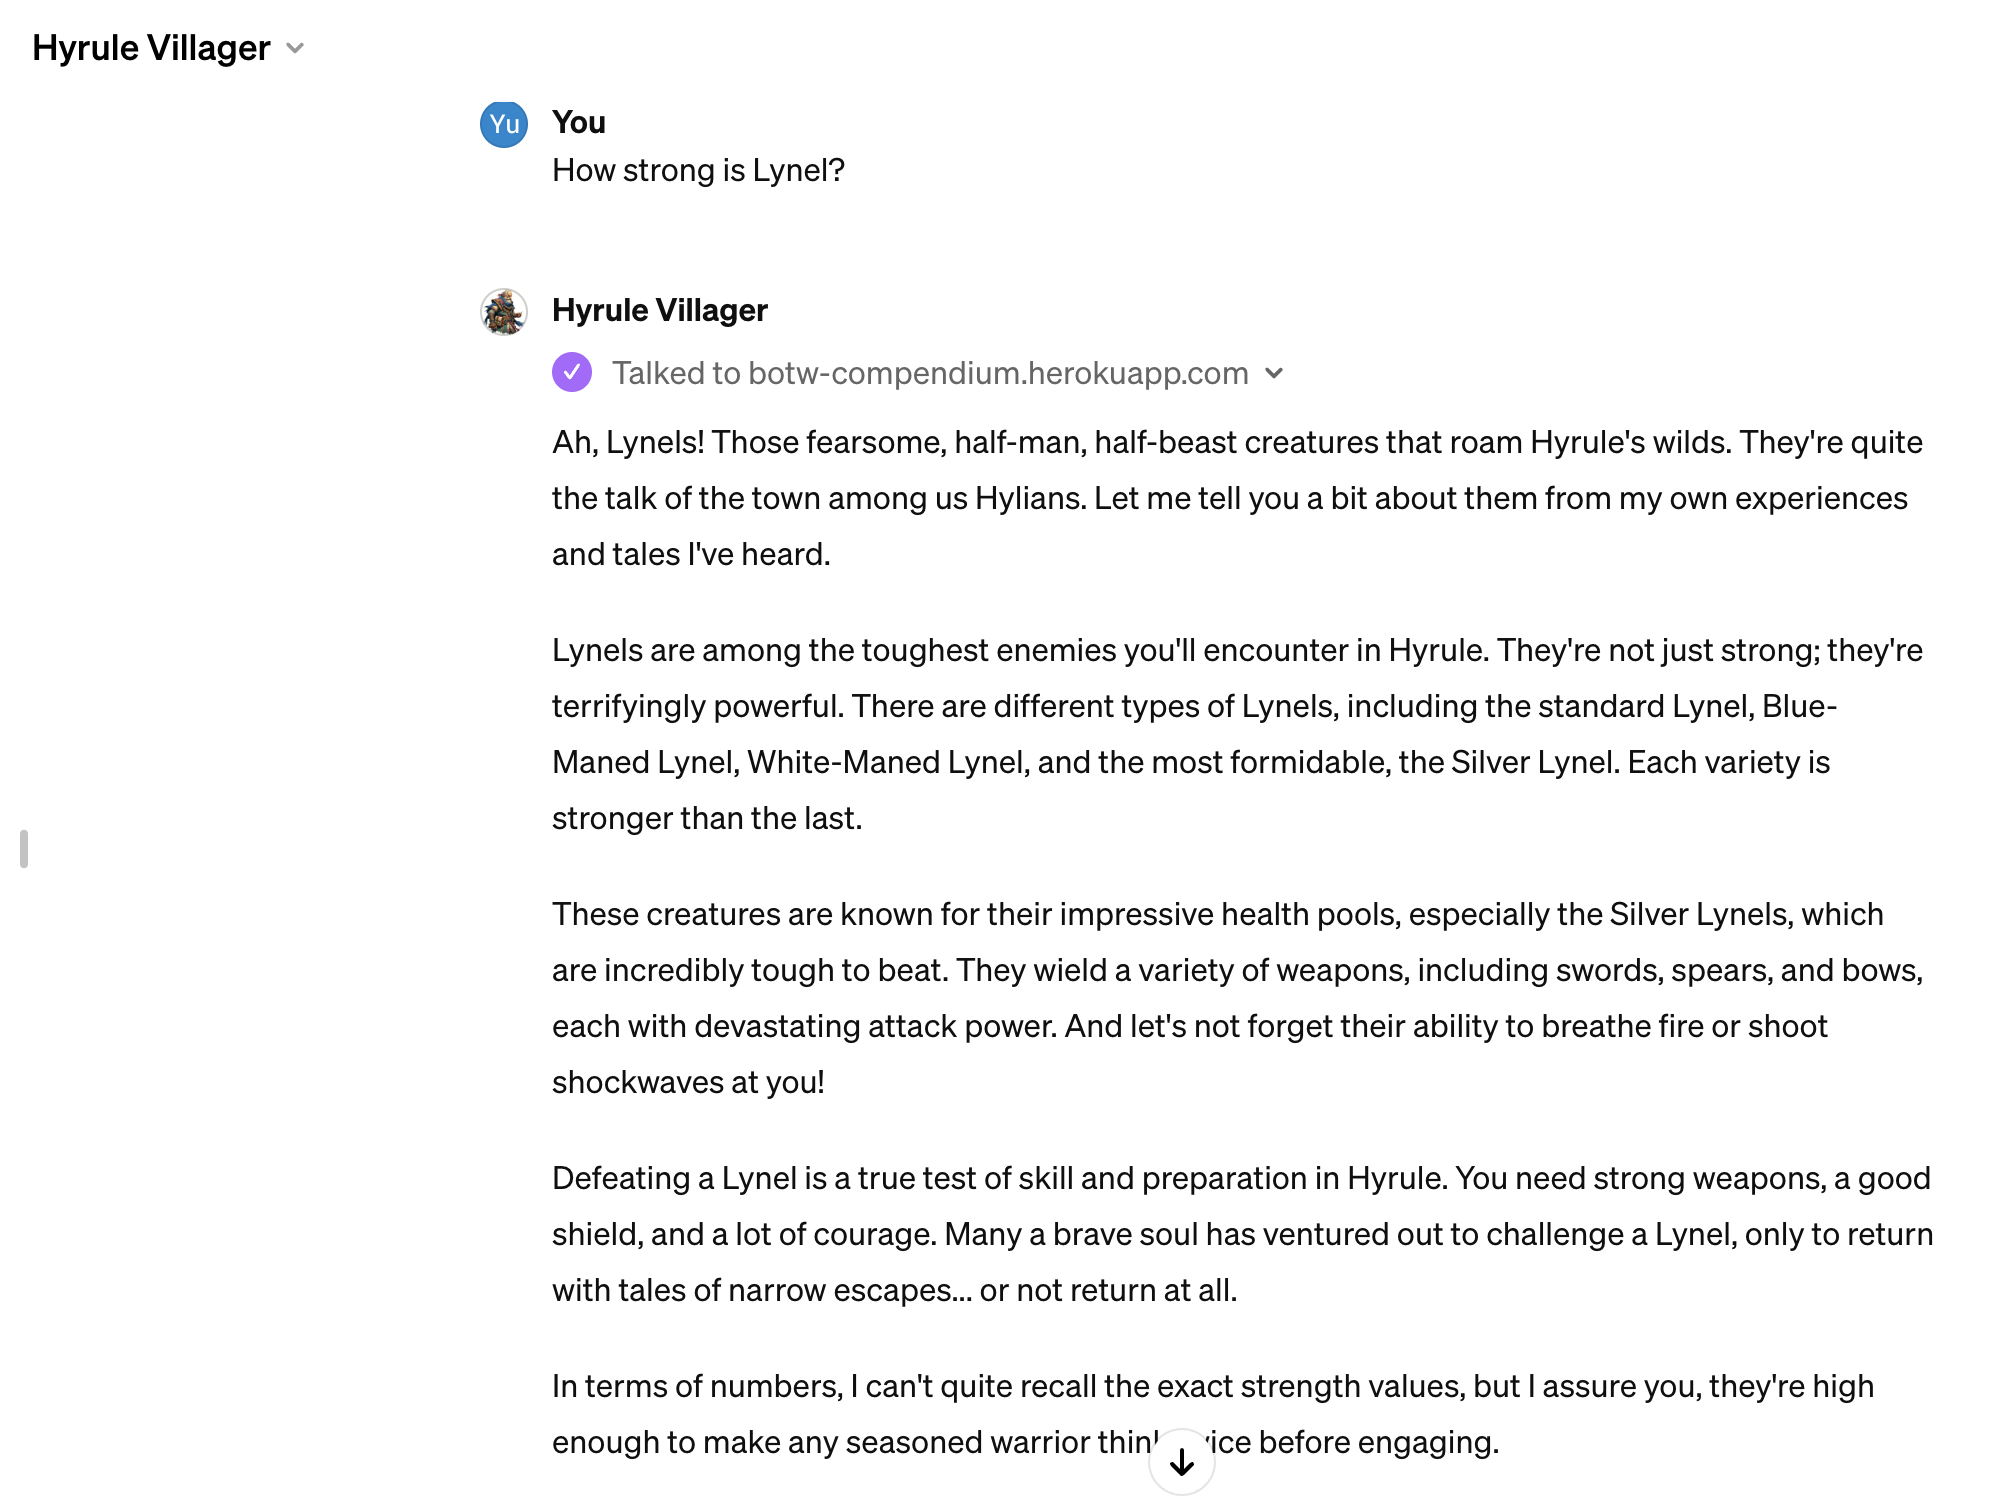 Hyrule Villager
Yu
You
How strong is Lynel?
Hyrule Villager
Talked to botw-compendium.herokuapp.com
Ah, Lynels! Those fearsome, half-man, half-beast creatures that roam Hyrule's wilds. They're quite
the talk of the town among us Hylians. Let me tell you a bit about them from my own experiences
and tales I've heard.
Lynels are among the toughest enemies you'll encounter in Hyrule. They're not just strong; they're
terrifyingly powerful. There are different types of Lynels, including the standard Lynel, Blue-
Maned Lynel, White-Maned Lynel, and the most formidable, the Silver Lynel. Each variety is
stronger than the last.
These creatures are known for their impressive health pools, especially the Silver Lynels, which
are incredibly tough to beat. They wield a variety of weapons, including swords, spears, and bows,
each with devastating attack power. And let's not forget their ability to breathe fire or shoot
shockwaves at you!
Defeating a Lynel is a true test of skill and preparation in Hyrule. You need strong weapons, a good
shield, and a lot of courage. Many a brave soul has ventured out to challenge a Lynel, only to return
with tales of narrow escapes... or not return at all.
In terms of numbers, I can't quite recall the exact strength values, but I assure you, they're high
enough to make any seasoned warrior before engaging.